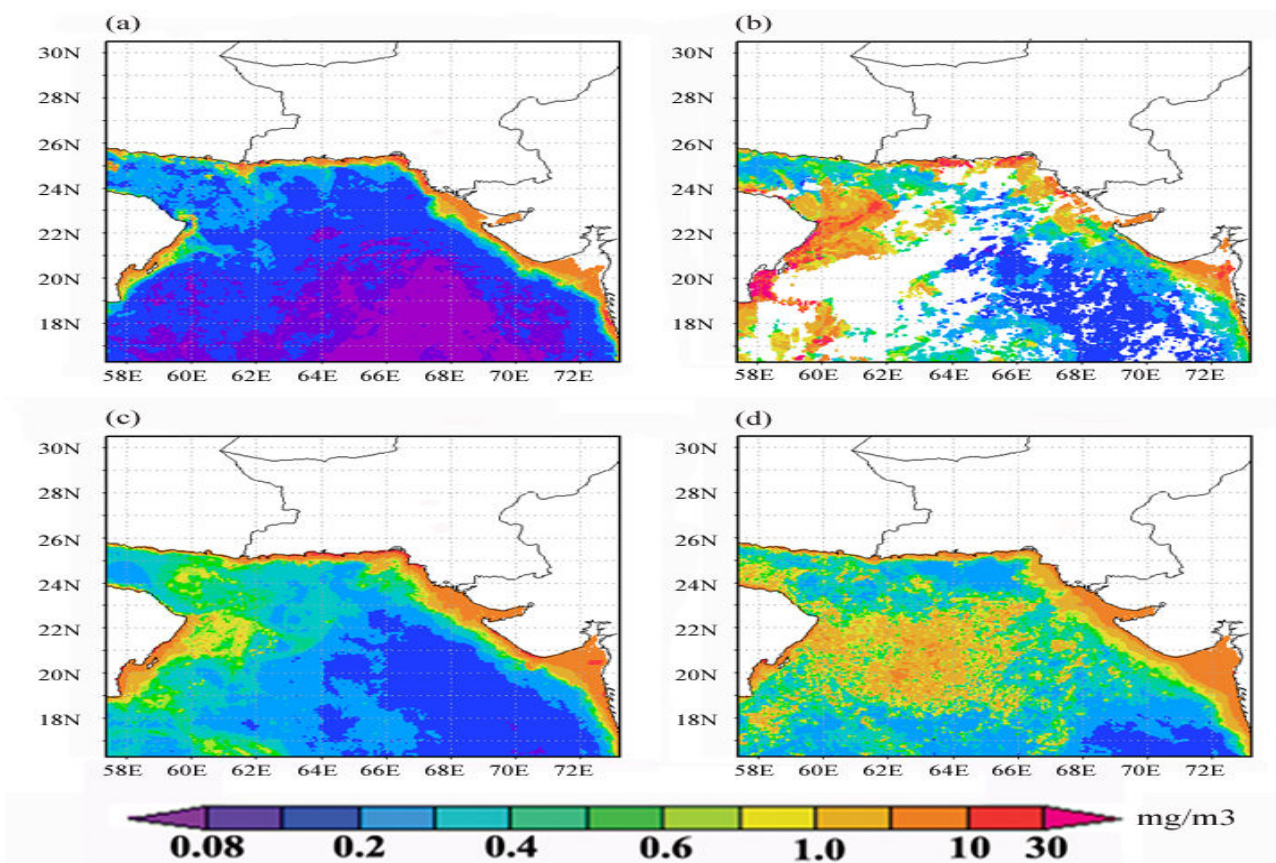 (a) (b)
30N 30N
28N 28N
26N 26N
24N 24N
22N 22N
20N 20N
18N 18N
58E 60E 62E 64E 66E 68E 70E 72E 58E 60E 62E 64E 66E 68E 70E 72E
(c) (d)
30N 30N
28N 28N
26N 26N
24N 24N
22N 22N
20N 20N
18N 18N
58E 60E 62E 64E 66E 68E 70E 72E 58E 60E 62E 64E 66E 68E 70E 72E
mg/m3
0.08 0.2 0.4 0.6 1.0 10 30